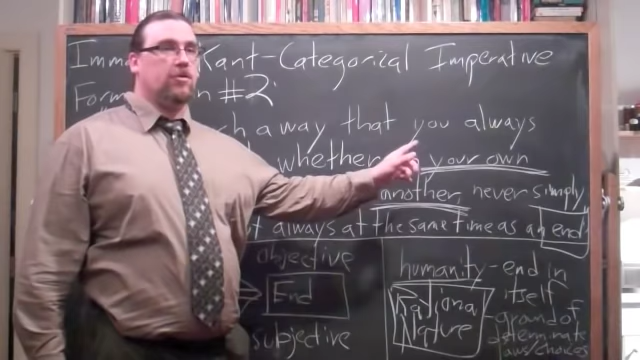 Imm Kant-Categorical Imperative
Form n #2
h a way that you always
whether your own
another, never simply
t always at the same time as an end
objective
End
subjective
humanity-end in
itself
Rational
Nature
-ground of
determinate
laws/choices